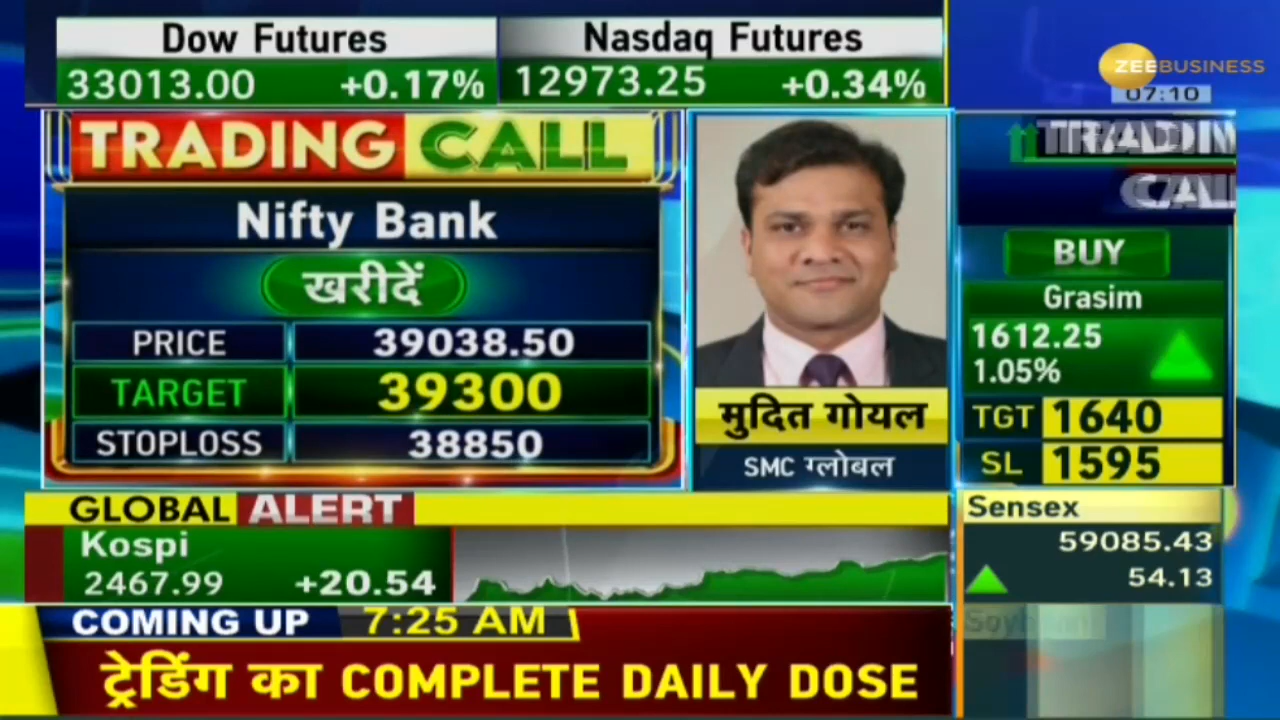 Dow Futures
33013.00 +0.17%
Nasdaq Futures
12973.25 +0.34%
ZEEBUSINESS
07:10
TRADING CALL
Nifty Bank
खरीदें
PRICE 39038.50
TARGET 39300
STOPLOSS 38850
मुदित गोयल
SMC ग्लोबल
BUY
Grasim
1612.25
1.05%
TGT 1640
SL 1595
GLOBAL ALERT
Kospi
2467.99 +20.54
Sensex
59085.43
54.13
COMING UP 7:25 AM
ट्रेडिंग का COMPLETE DAILY DOSE